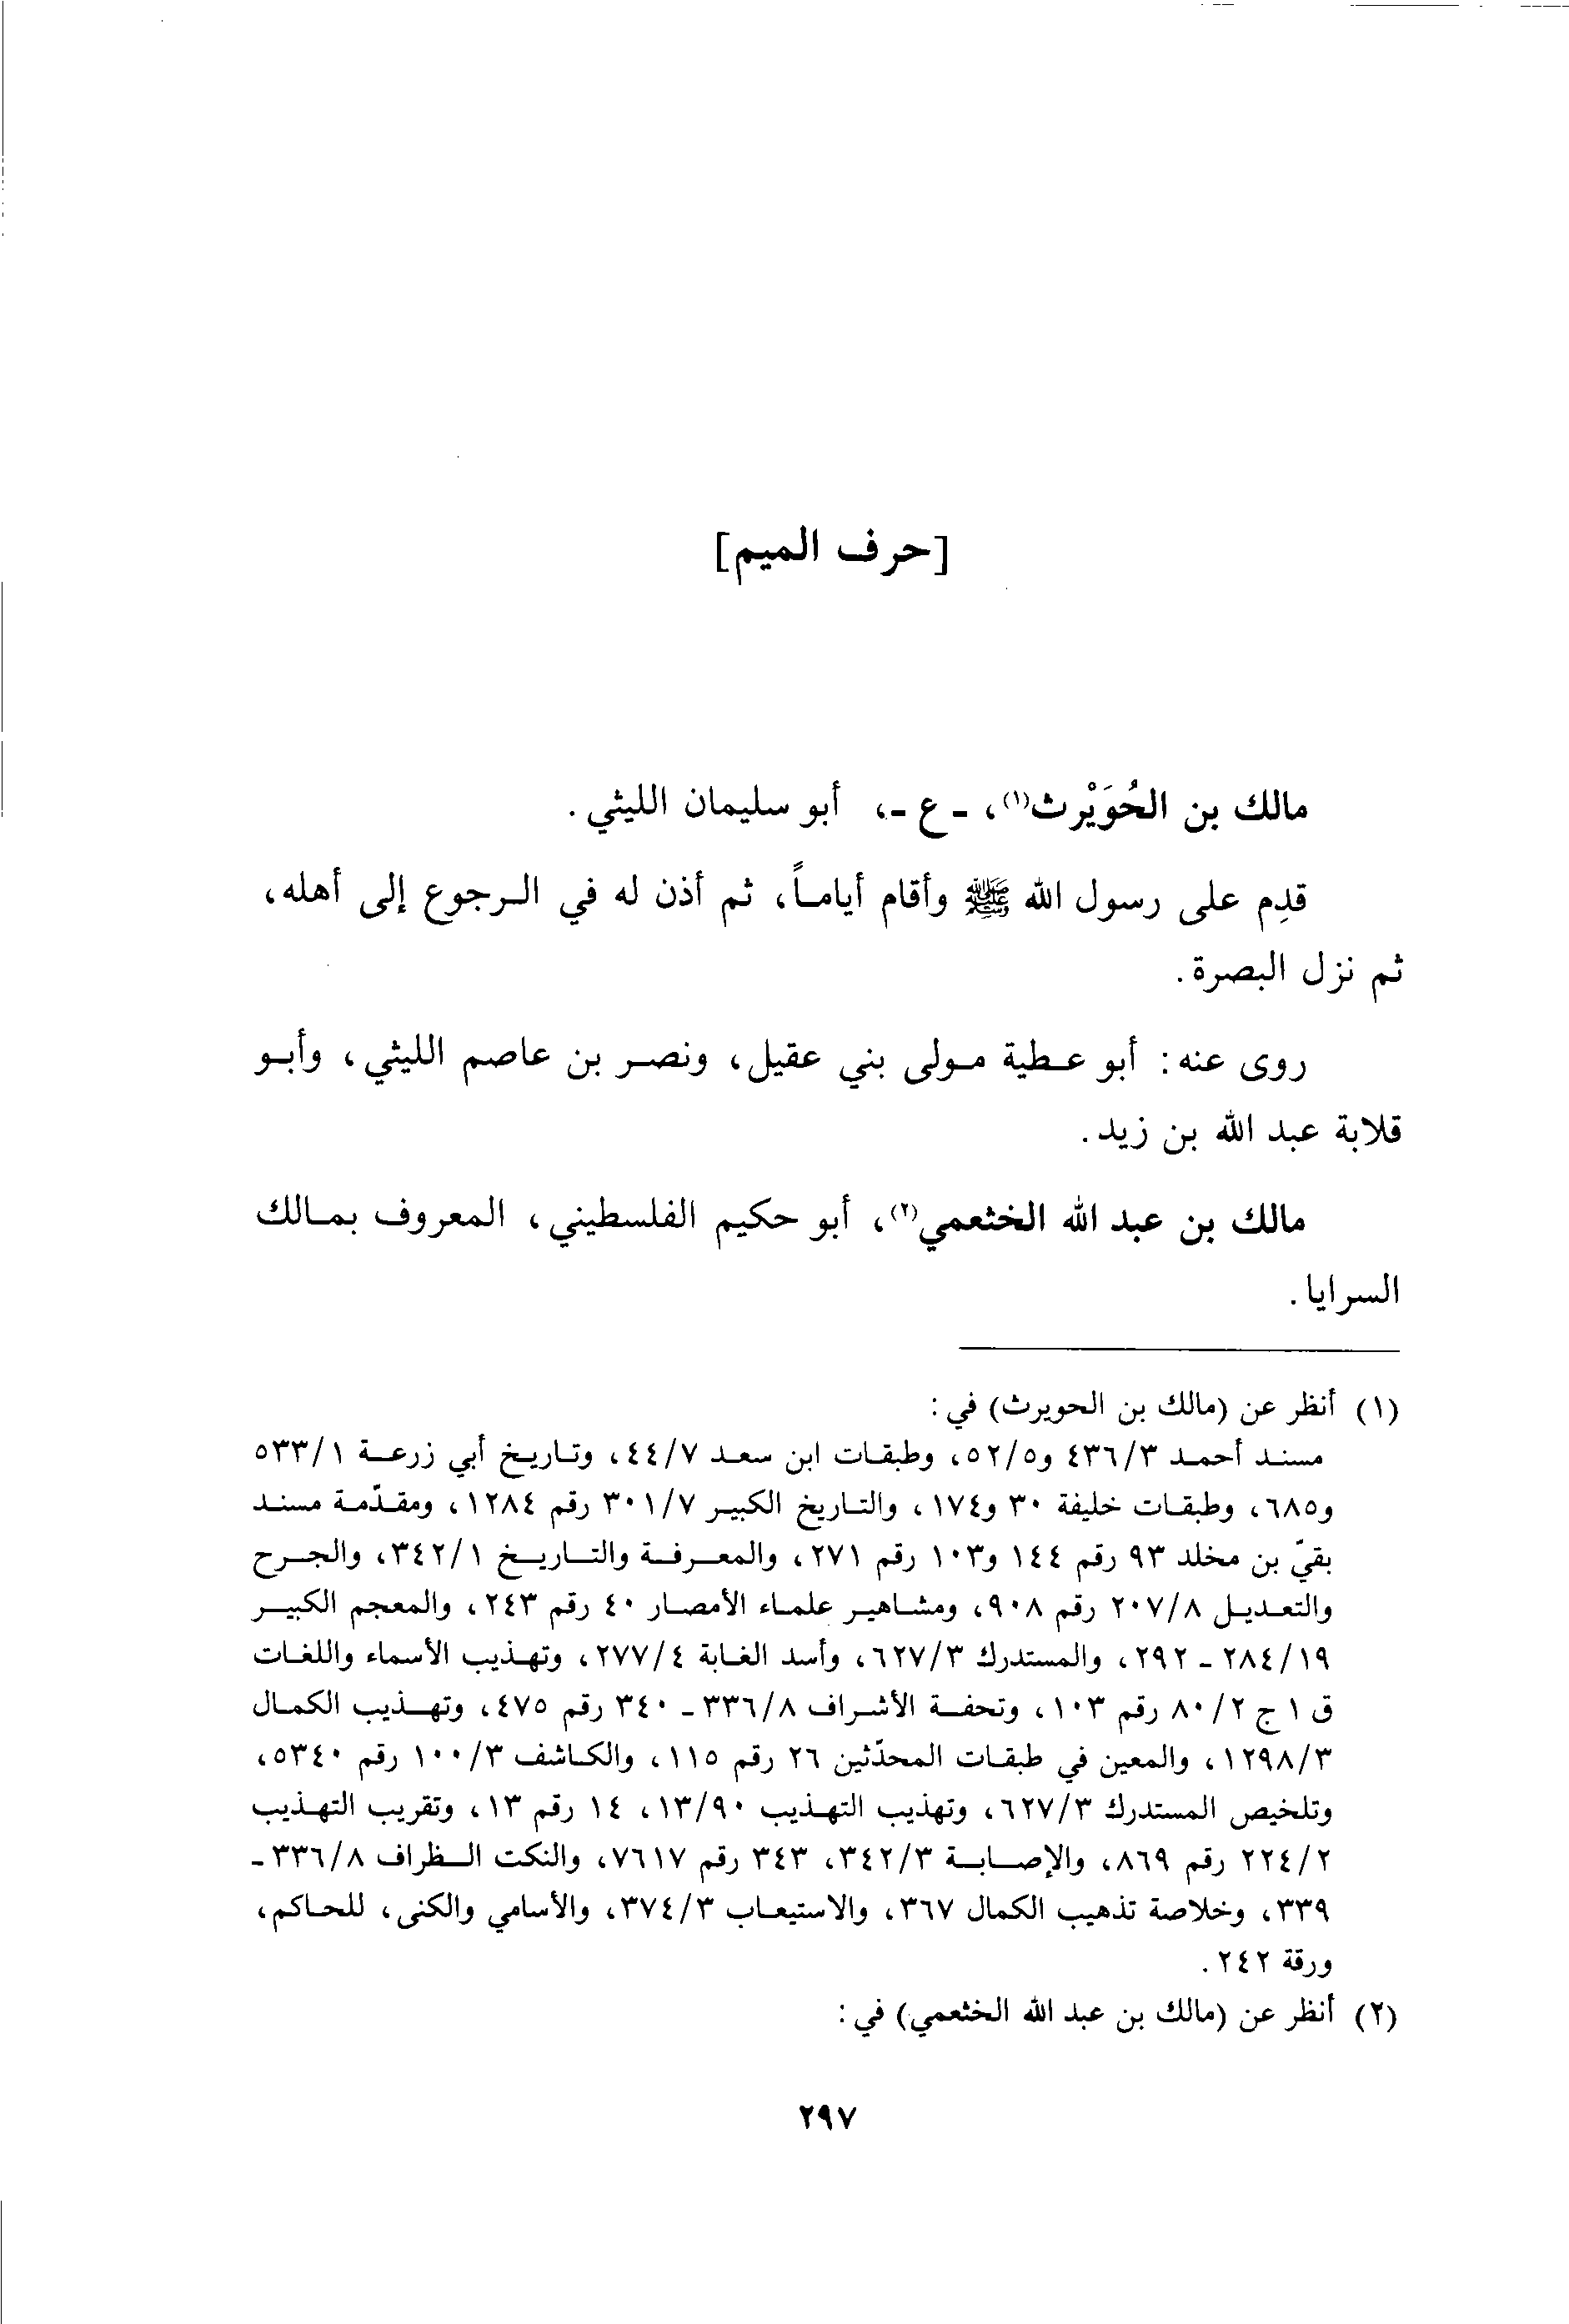 [حرف الميم]
مالك بن الحُوَيْرث(١)، ـ ع ـ، أبو سليمان الليثي.
قدِم على رسول الله ﷺ وأقام أياماً، ثم أذن له في الرجوع إلى أهله،
ثم نزل البصرة.
روى عنه: أبو عطية مولى بني عقيل، ونصر بن عاصم الليثي، وأبو
قلابة عبد الله بن زيد.
مالك بن عبد الله الخثعمي(٢)، أبو حكيم الفلسطيني، المعروف بمالك
السرايا.
(١) أنظر عن (مالك بن الحويرث) في:
مسند أحمد ٤٣٦/٣ و٥٢/٥، وطبقات ابن سعد ٤٤/٧، وتاريخ أبي زرعة ٥٣٣/١
و٦٨٥، وطبقات خليفة ٣٠ و١٧٤، والتاريخ الكبير ٣٠١/٧ رقم ١٢٨٤، ومقدّمة مسند
بقيّ بن مخلد ٩٣ رقم ١٤٤ و١٠٣ رقم ٢٧١، والمعرفة والتاريخ ٣٤٢/١، والجرح
والتعديل ٢٠٧/٨ رقم ٩٠٨، ومشاهير علماء الأمصار ٤٠ رقم ٢٤٣، والمعجم الكبير
٢٨٤/١٩ ـ ٢٩٢، والمستدرك ٦٢٧/٣، وأسد الغابة ٢٧٧/٤، وتهذيب الأسماء واللغات
ق ١ ج ٨٠/٢ رقم ١٠٣، وتحفة الأشراف ٣٣٦/٨ ـ ٣٤٠ رقم ٤٧٥، وتهذيب الكمال
١٢٩٨/٣، والمعين في طبقات المحدّثين ٢٦ رقم ١١٥، والكاشف ١٠٠/٣ رقم ٥٣٤٠،
وتلخيص المستدرك ٦٢٧/٣، وتهذيب التهذيب ١٣/٩٠، ١٤ رقم ١٣، وتقريب التهذيب
٢٢٤/٢ رقم ٨٦٩، والإصابة ٣٤٢/٣، ٣٤٣ رقم ٧٦١٧، والنكت الظراف ٣٣٦/٨ ـ
٣٣٩، وخلاصة تذهيب الكمال ٣٦٧، والاستيعاب ٣٧٤/٣، والأسامي والكنى، للحاكم،
ورقة ٢٤٢.
(٢) أنظر عن (مالك بن عبد الله الخثعمي) في:
٢٩٧